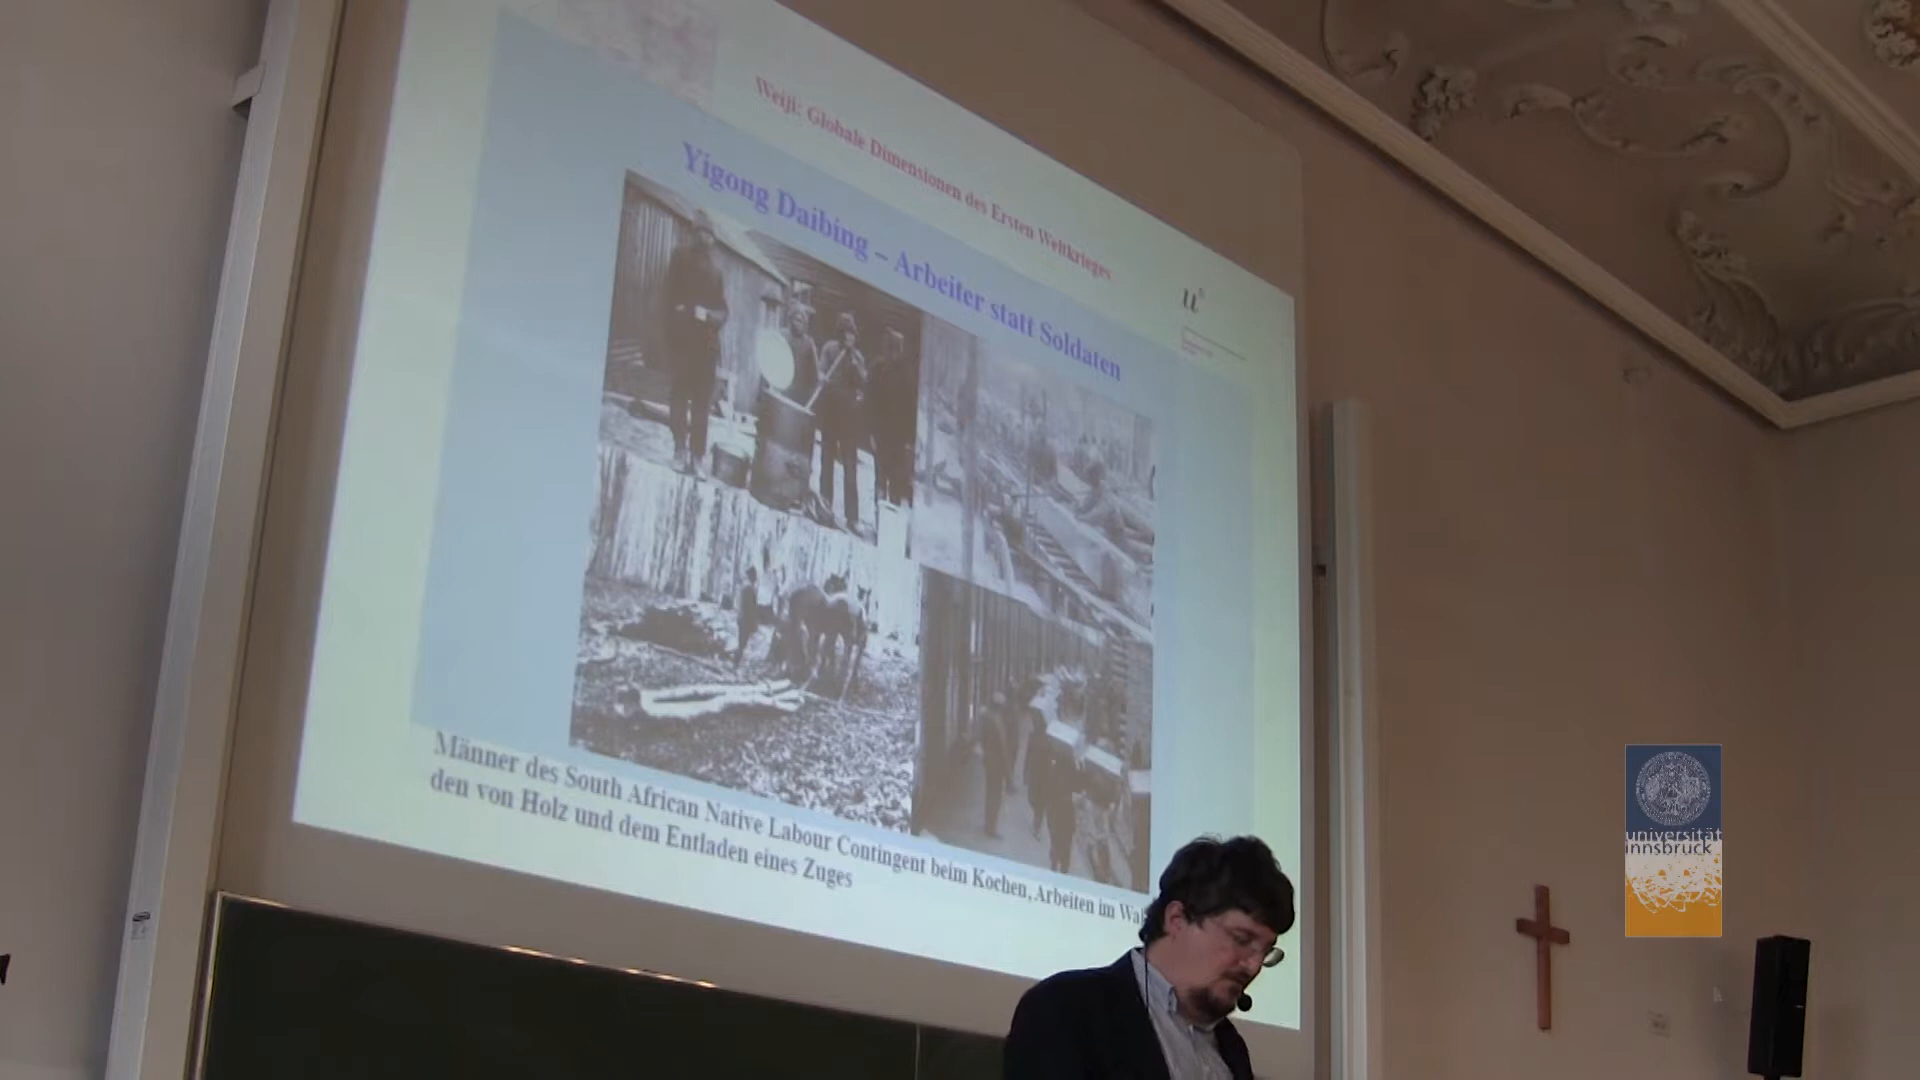 Weiji: Globale Dimensionen des Ersten Weltkrieges
Yigong Daibing – Arbeiter statt Soldaten
u
Männer des South African Native Labour Contingent beim Kochen, Arbeiten im Wal
den von Holz und dem Entladen eines Zuges
universität
innsbruck